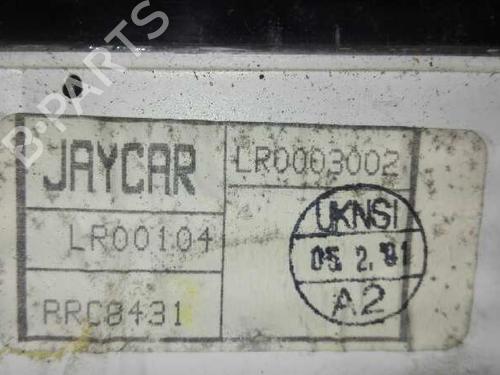 JAYCAR
LR0003002
LR00104
RRC8431
UKNSI
05. 2. '91
A2
B-PARTS